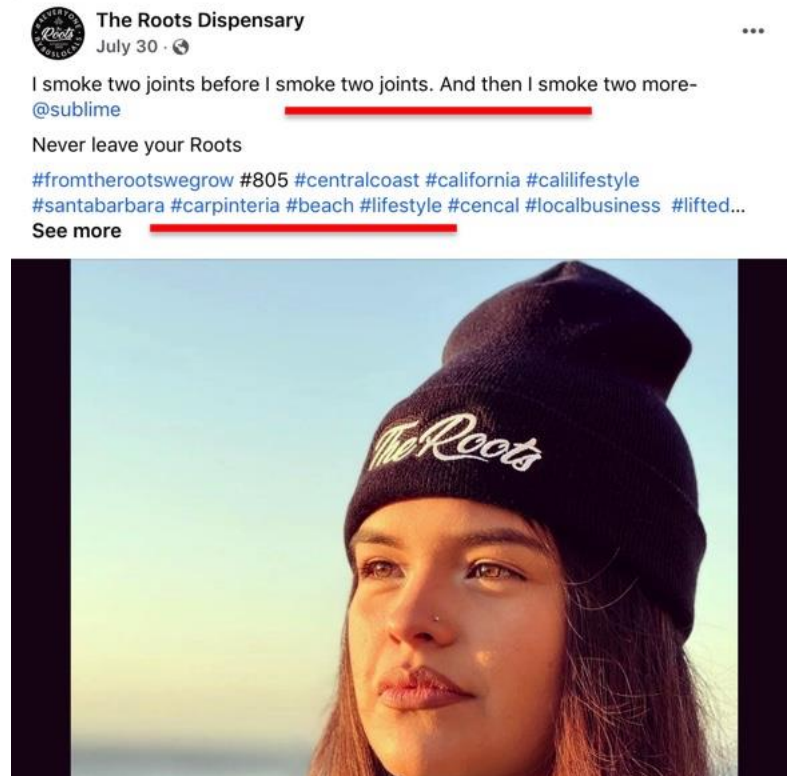 The Roots Dispensary
July 30 ·
I smoke two joints before I smoke two joints. And then I smoke two more-
@sublime
Never leave your Roots
#fromtherootswegrow #805 #centralcoast #california #calilifestyle
#santabarbara #carpinteria #beach #lifestyle #cencal #localbusiness #lifted...
See more
The Roots